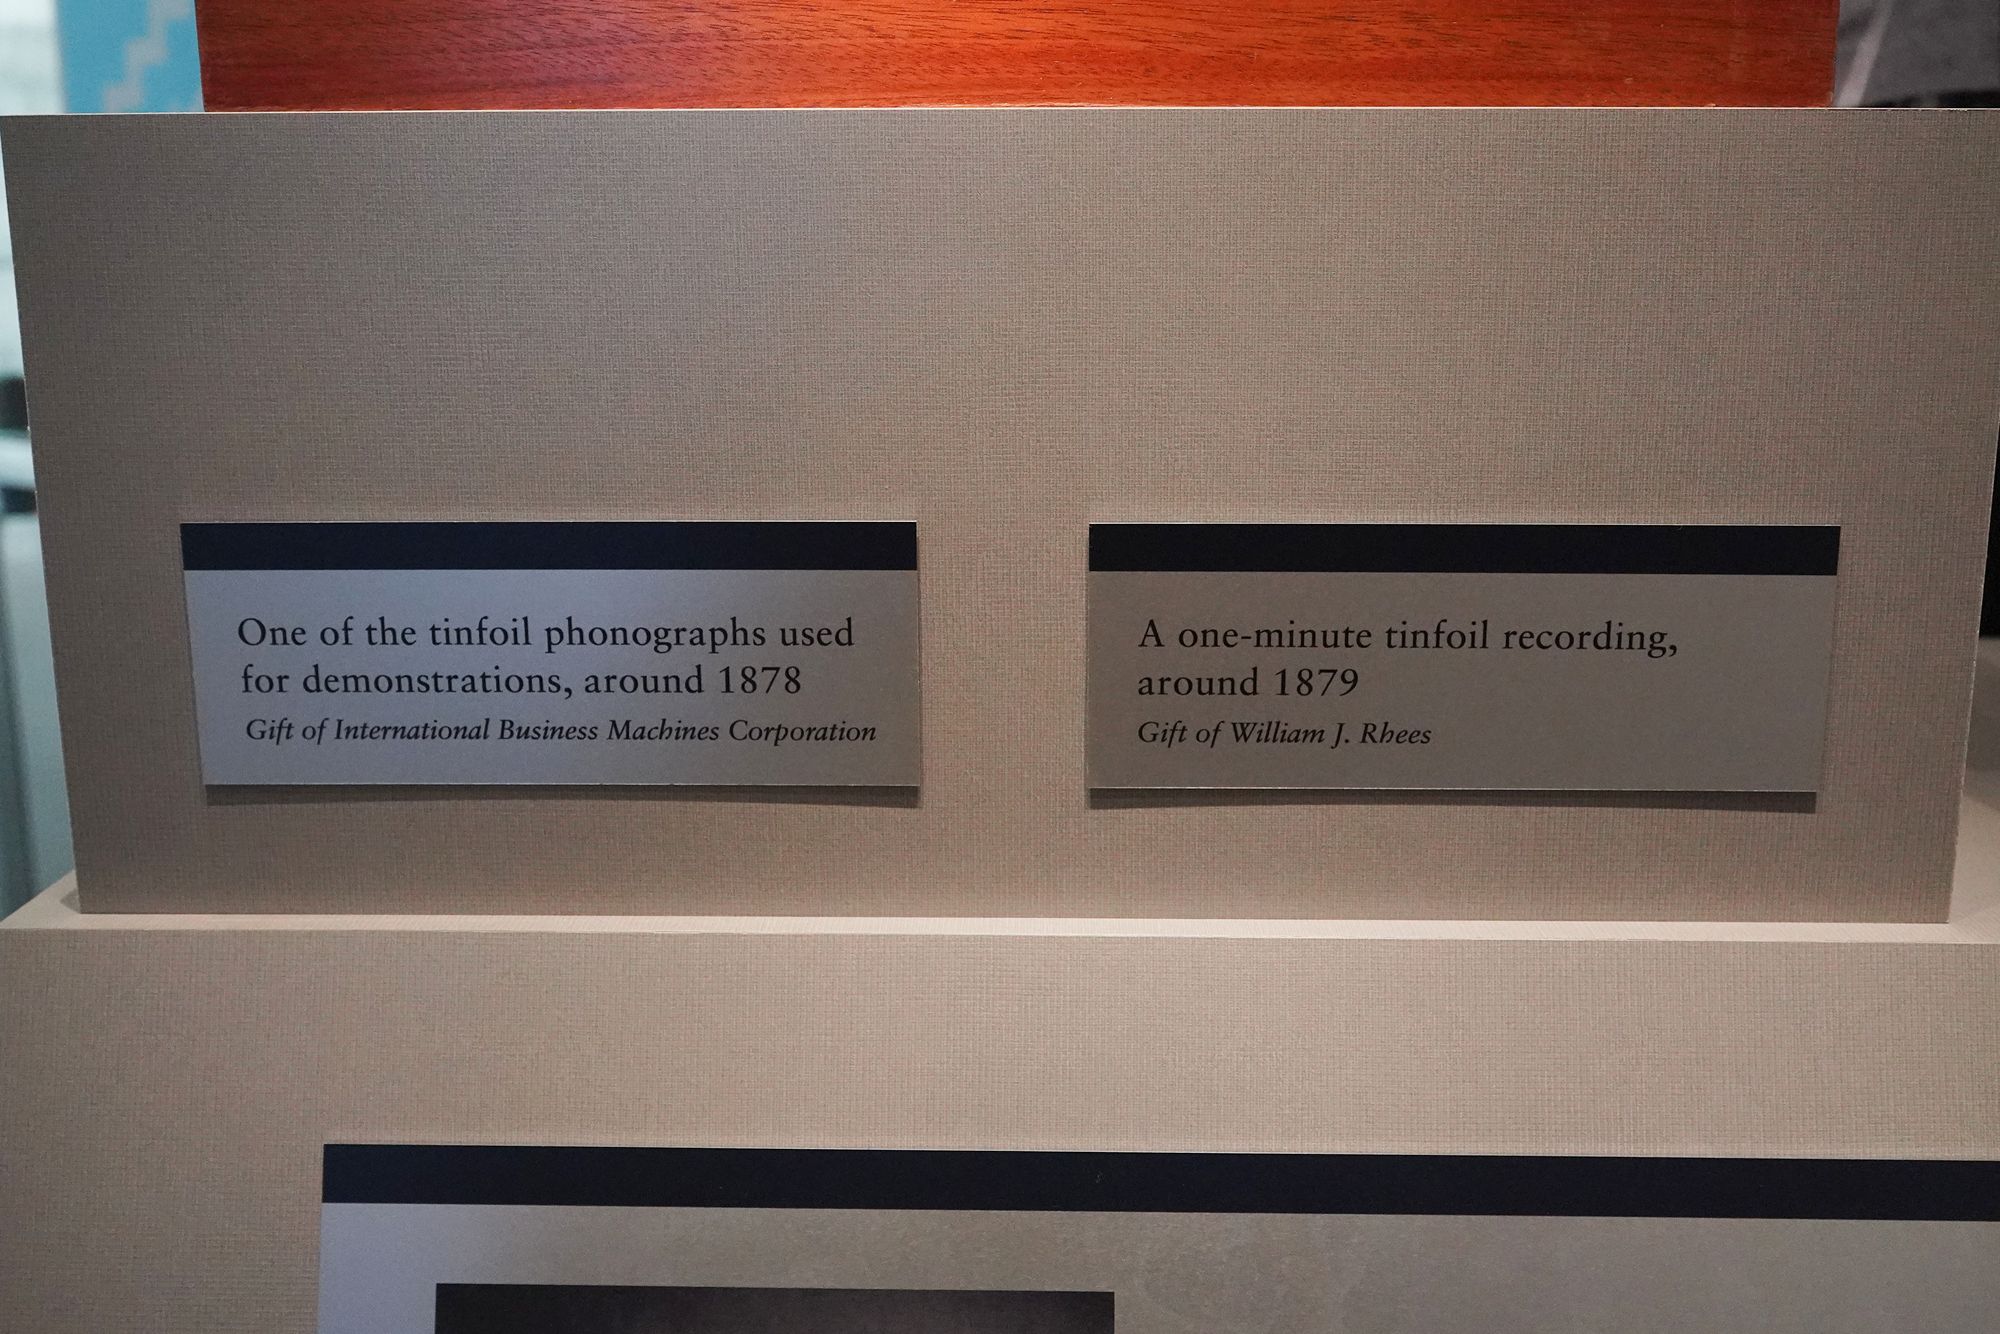 One of the tinfoil phonographs used
for demonstrations, around 1878
Gift of International Business Machines Corporation
A one-minute tinfoil recording,
around 1879
Gift of William J. Rhees